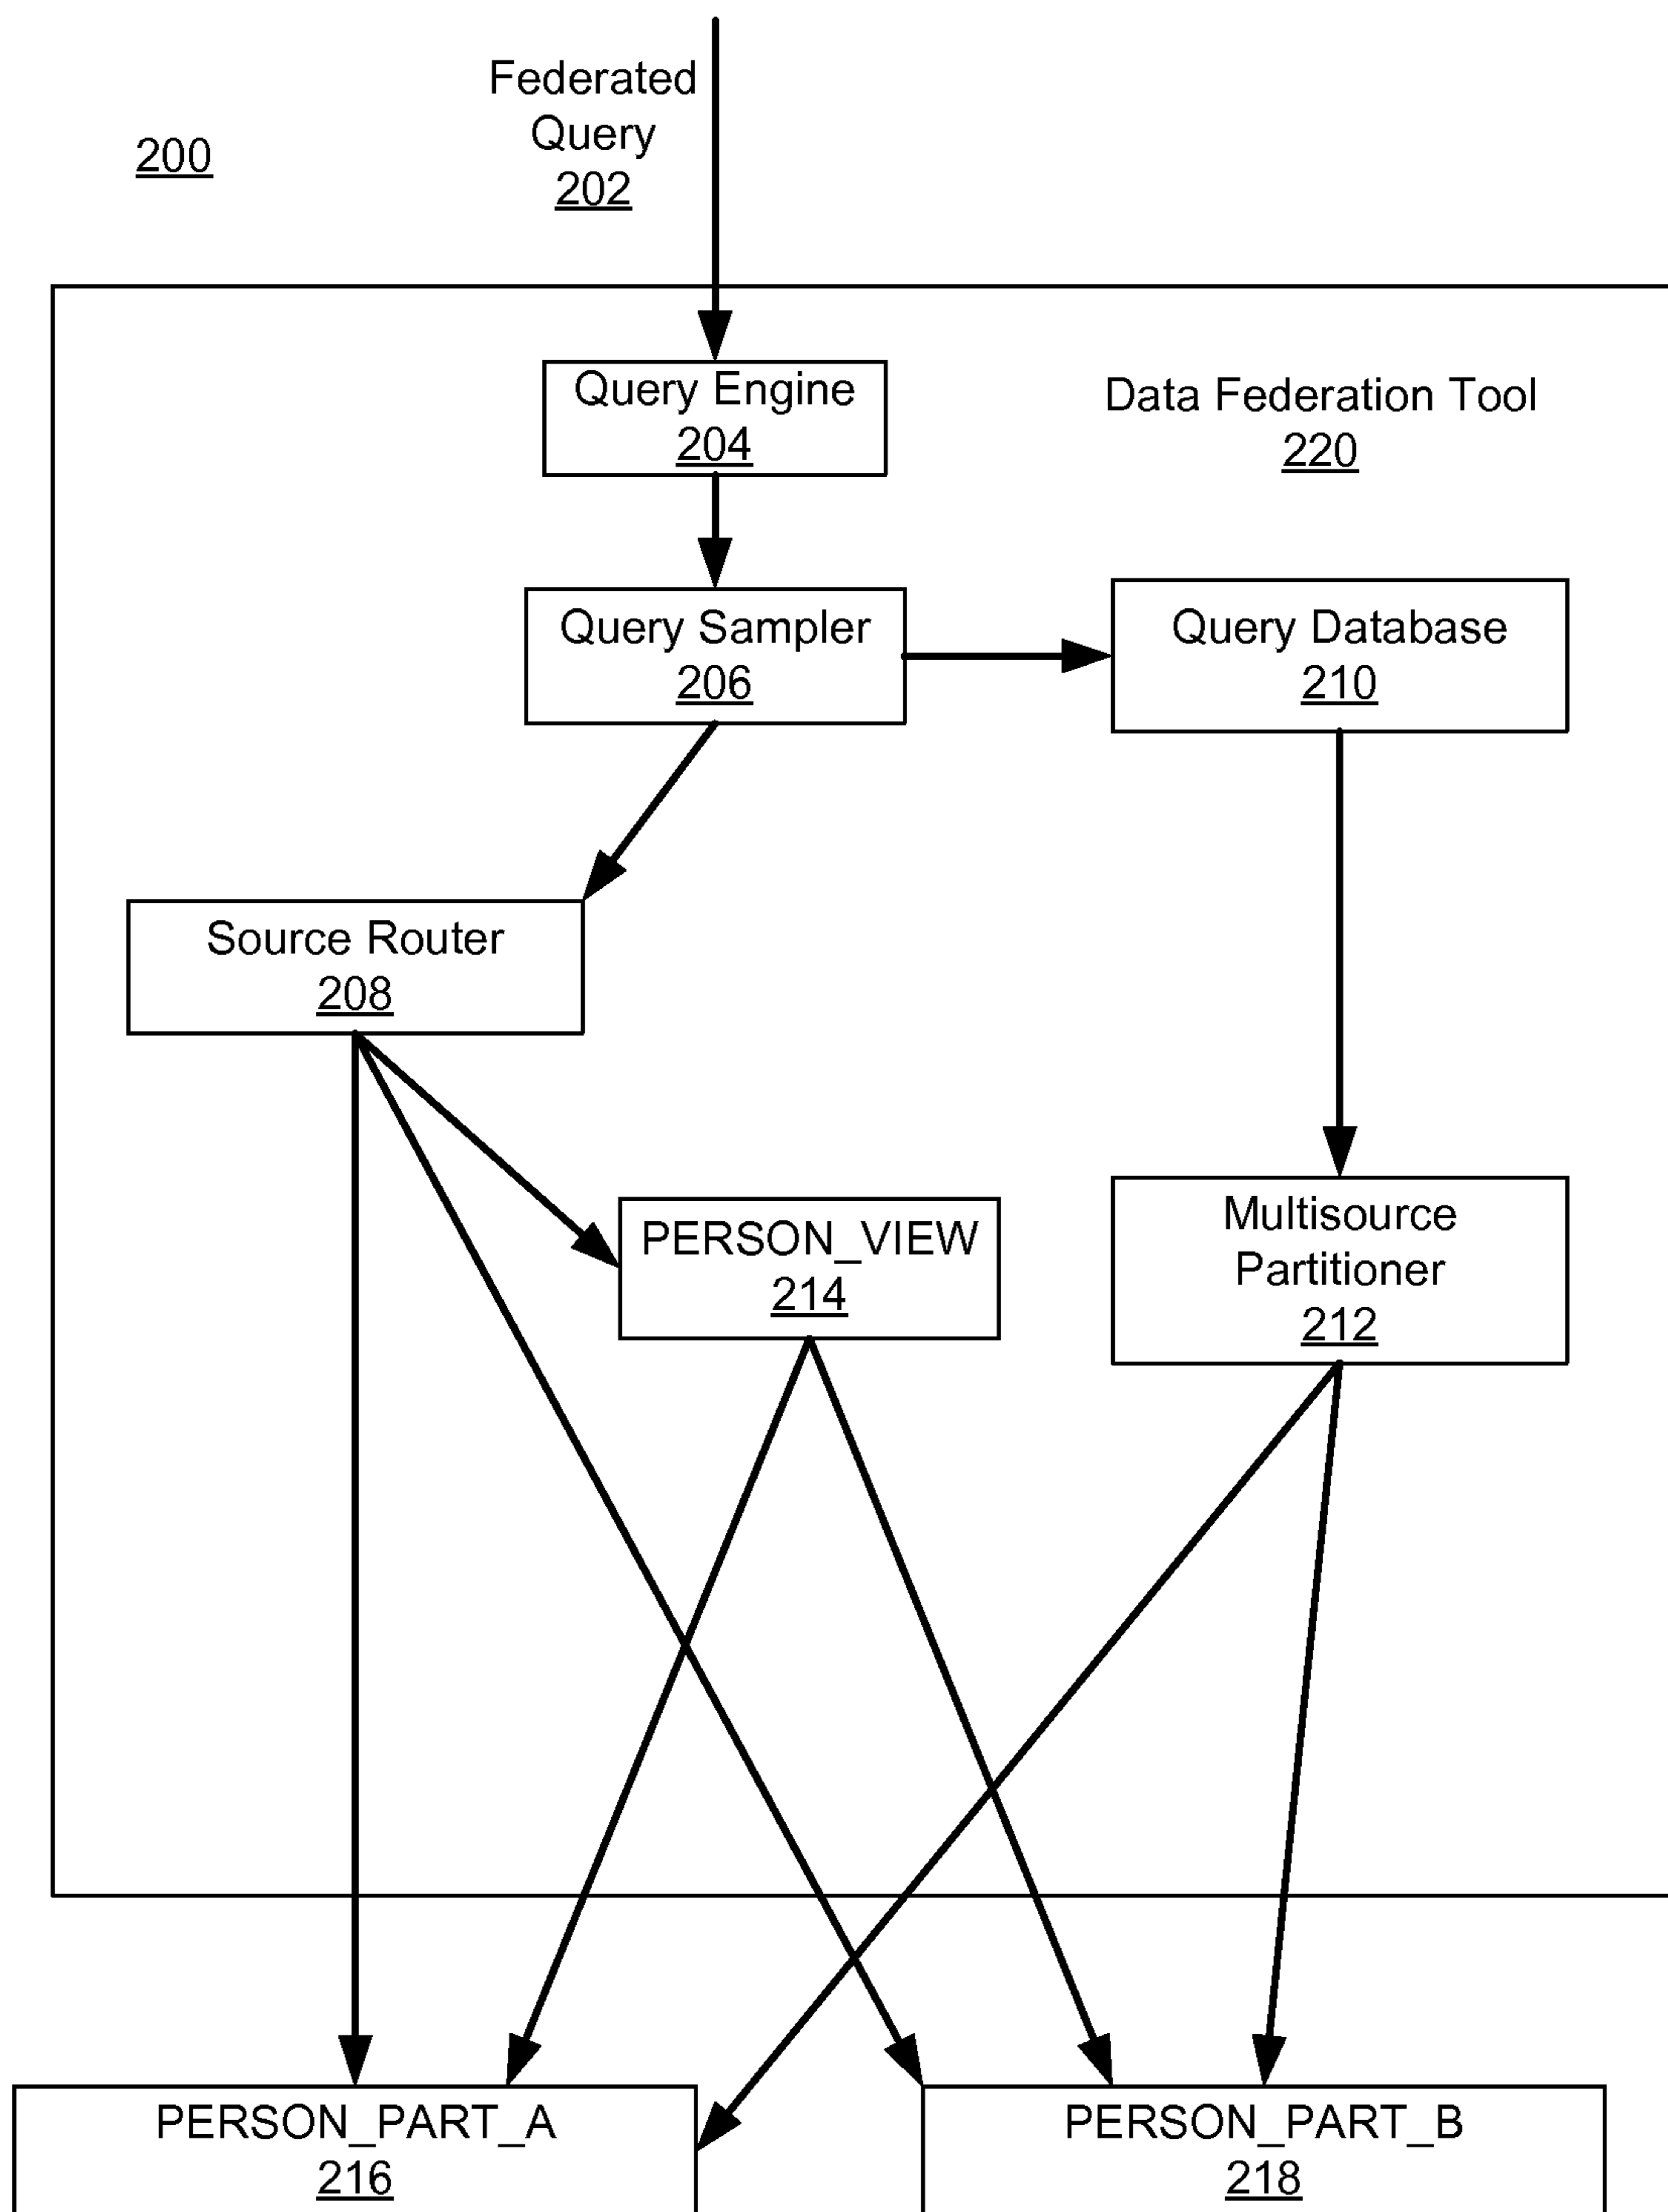 Federated
Query
202
200
Query Engine
204
Data Federation Tool
220
Query Sampler
206
Query Database
210
Source Router
208
PERSON_VIEW
214
Multisource
Partitioner
212
PERSON_PART_A
216
PERSON_PART_B
218